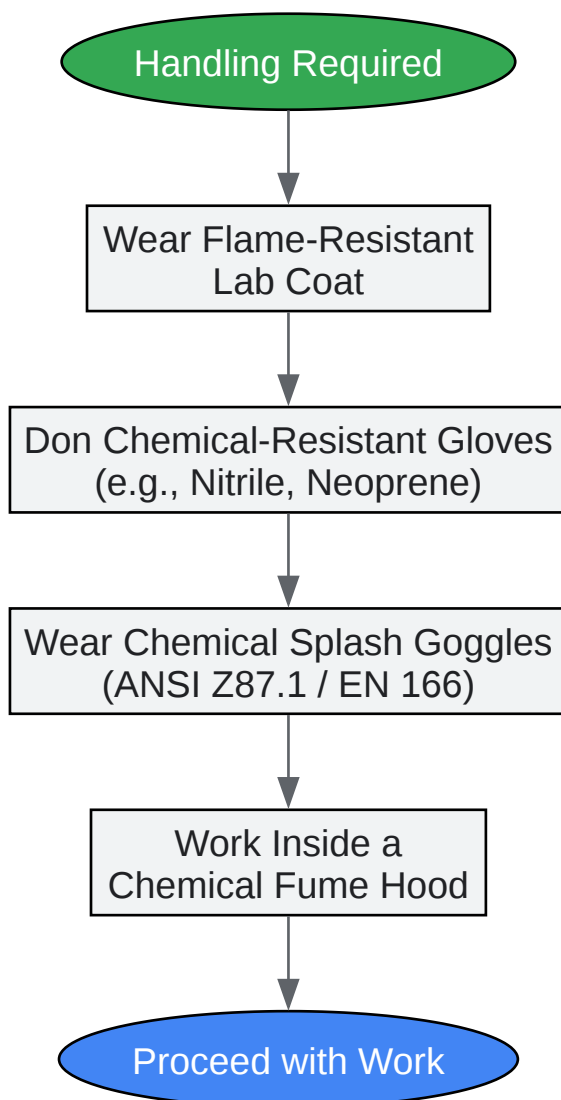 Handling Required
Wear Flame-Resistant
Lab Coat
Don Chemical-Resistant Gloves
(e.g., Nitrile, Neoprene)
Wear Chemical Splash Goggles
(ANSI Z87.1 / EN 166)
Work Inside a
Chemical Fume Hood
Proceed with Work